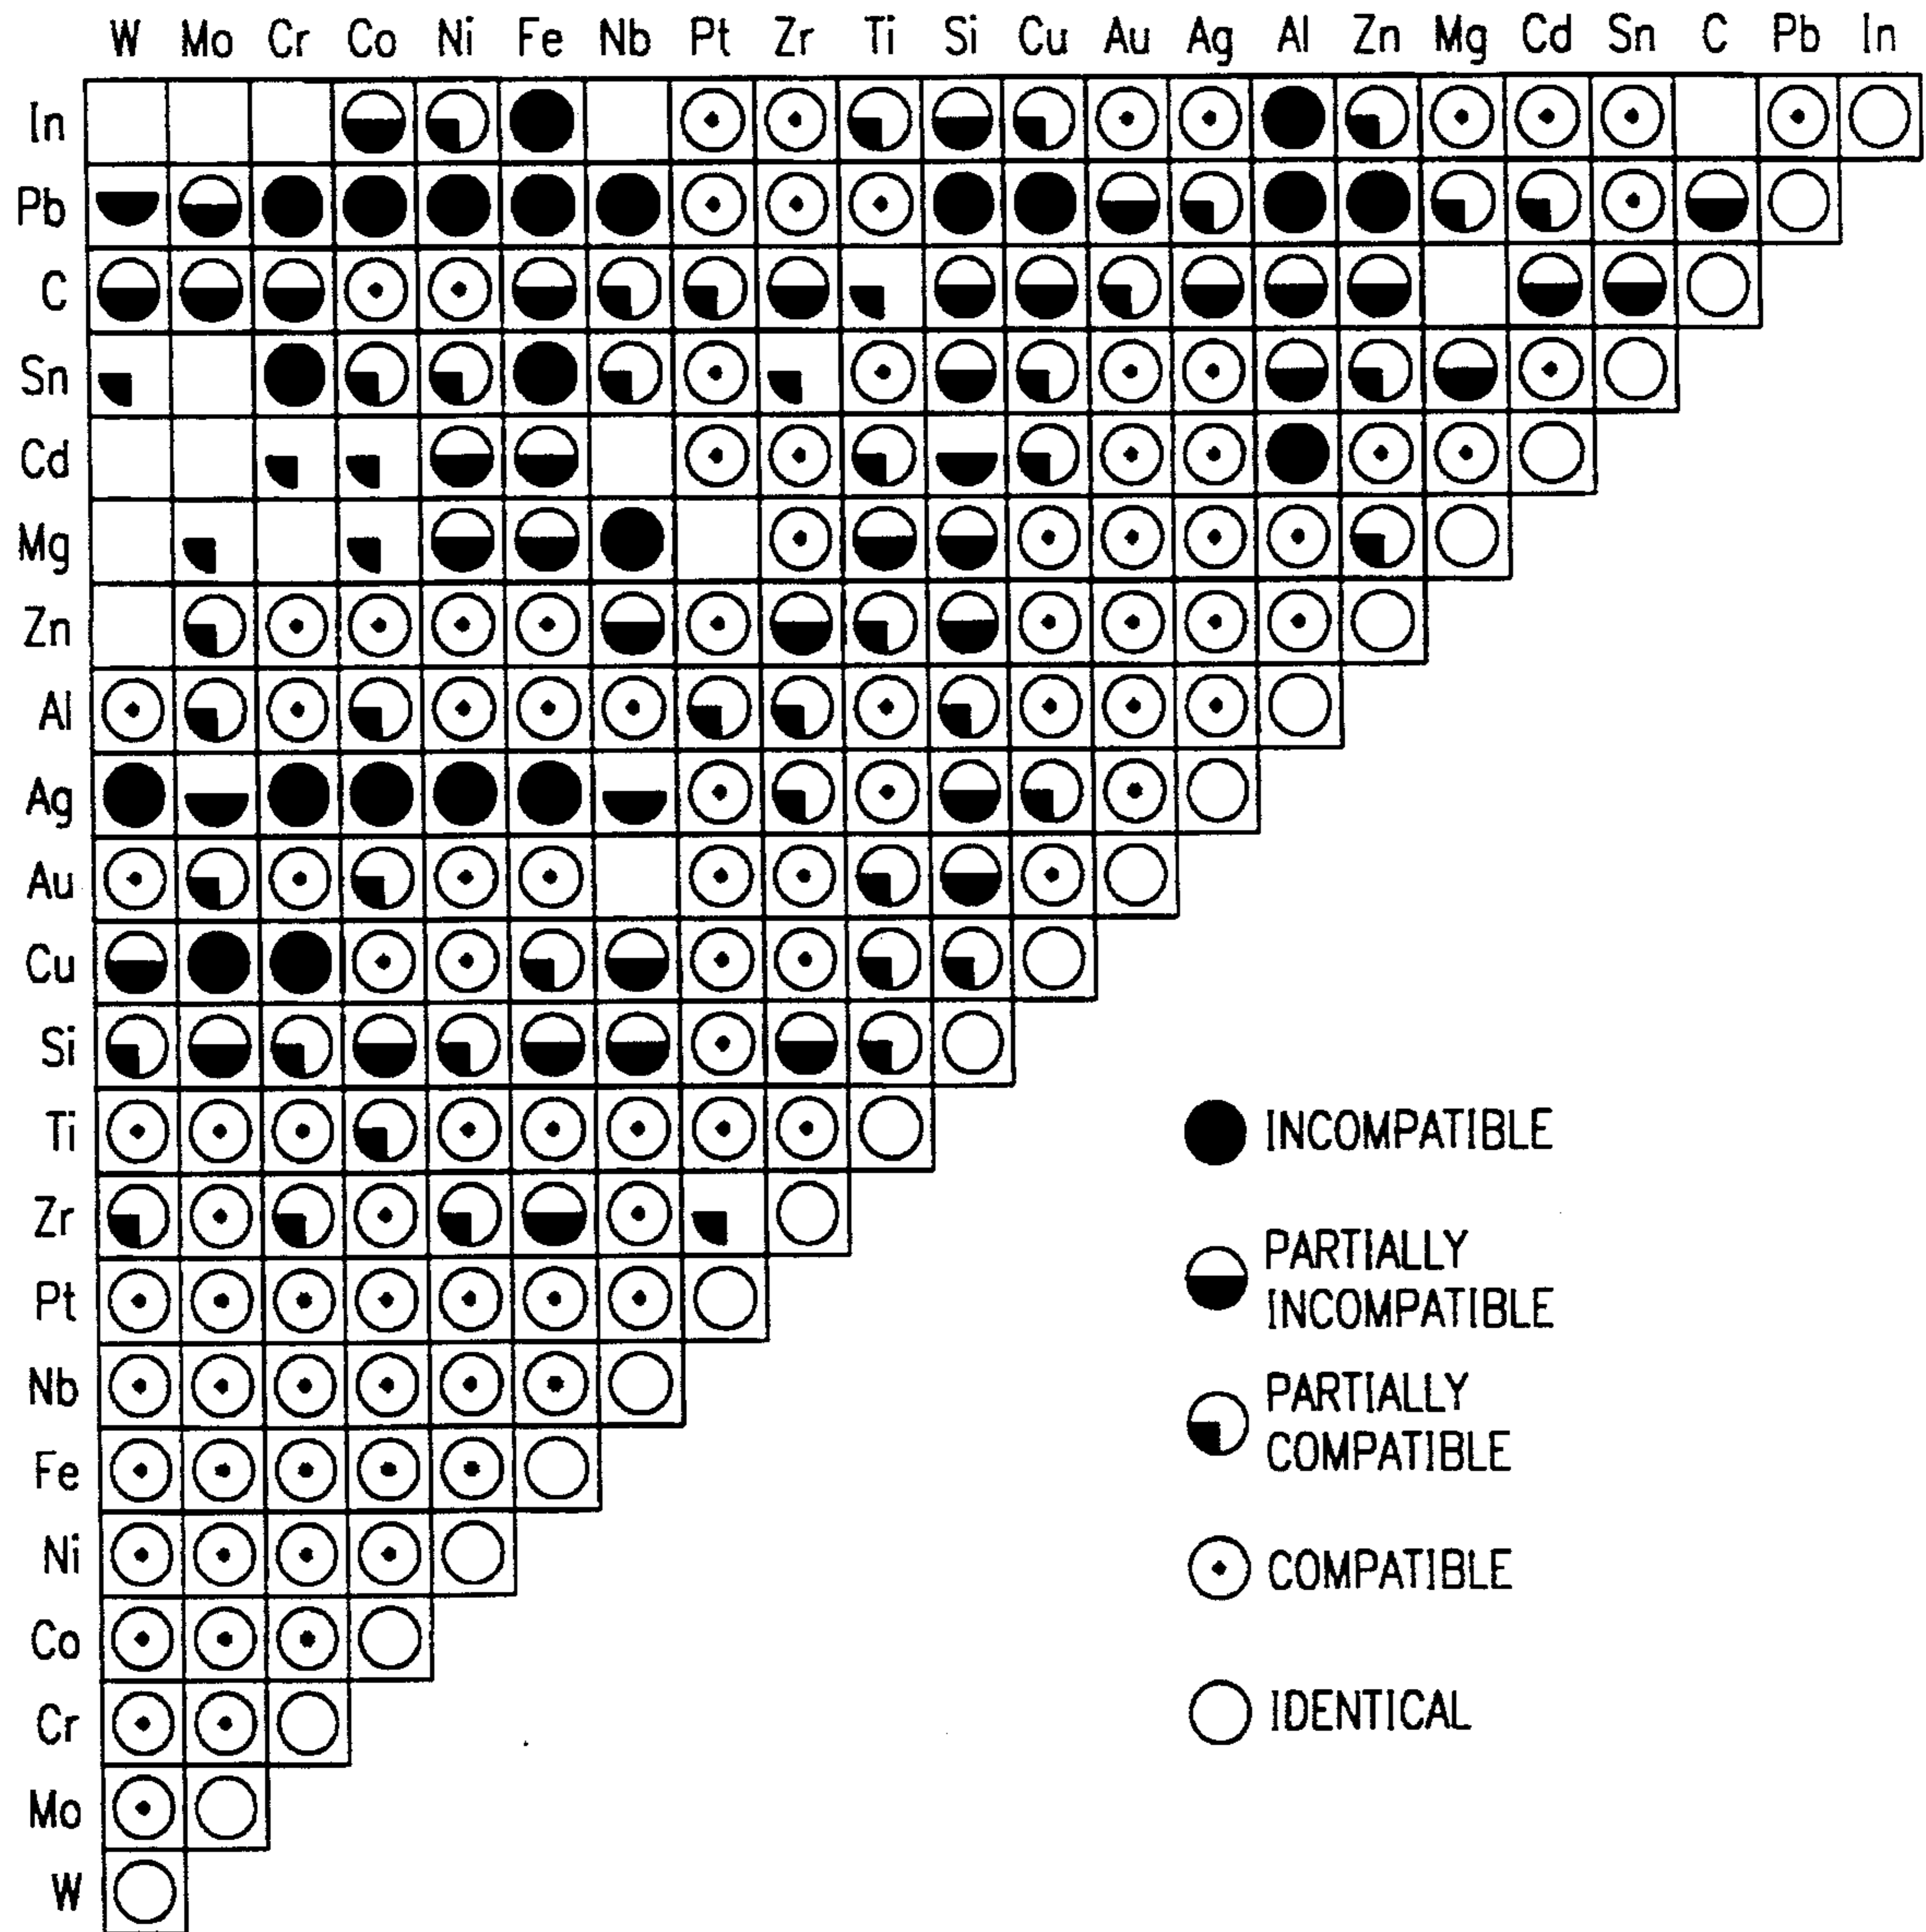 W Mo Cr Co Ni Fe Nb Pt Zr Ti Si Cu Au Ag Al Zn Mg Cd Sn C Pb In
In
Pb
C
Sn
Cd
Mg
Zn
Al
Ag
Au
Cu
Si
Ti
INCOMPATIBLE
Zr
PARTIALLY
INCOMPATIBLE
Pt
Nb
PARTIALLY
COMPATIBLE
Fe
Ni
COMPATIBLE
Co
Cr
IDENTICAL
Mo
W